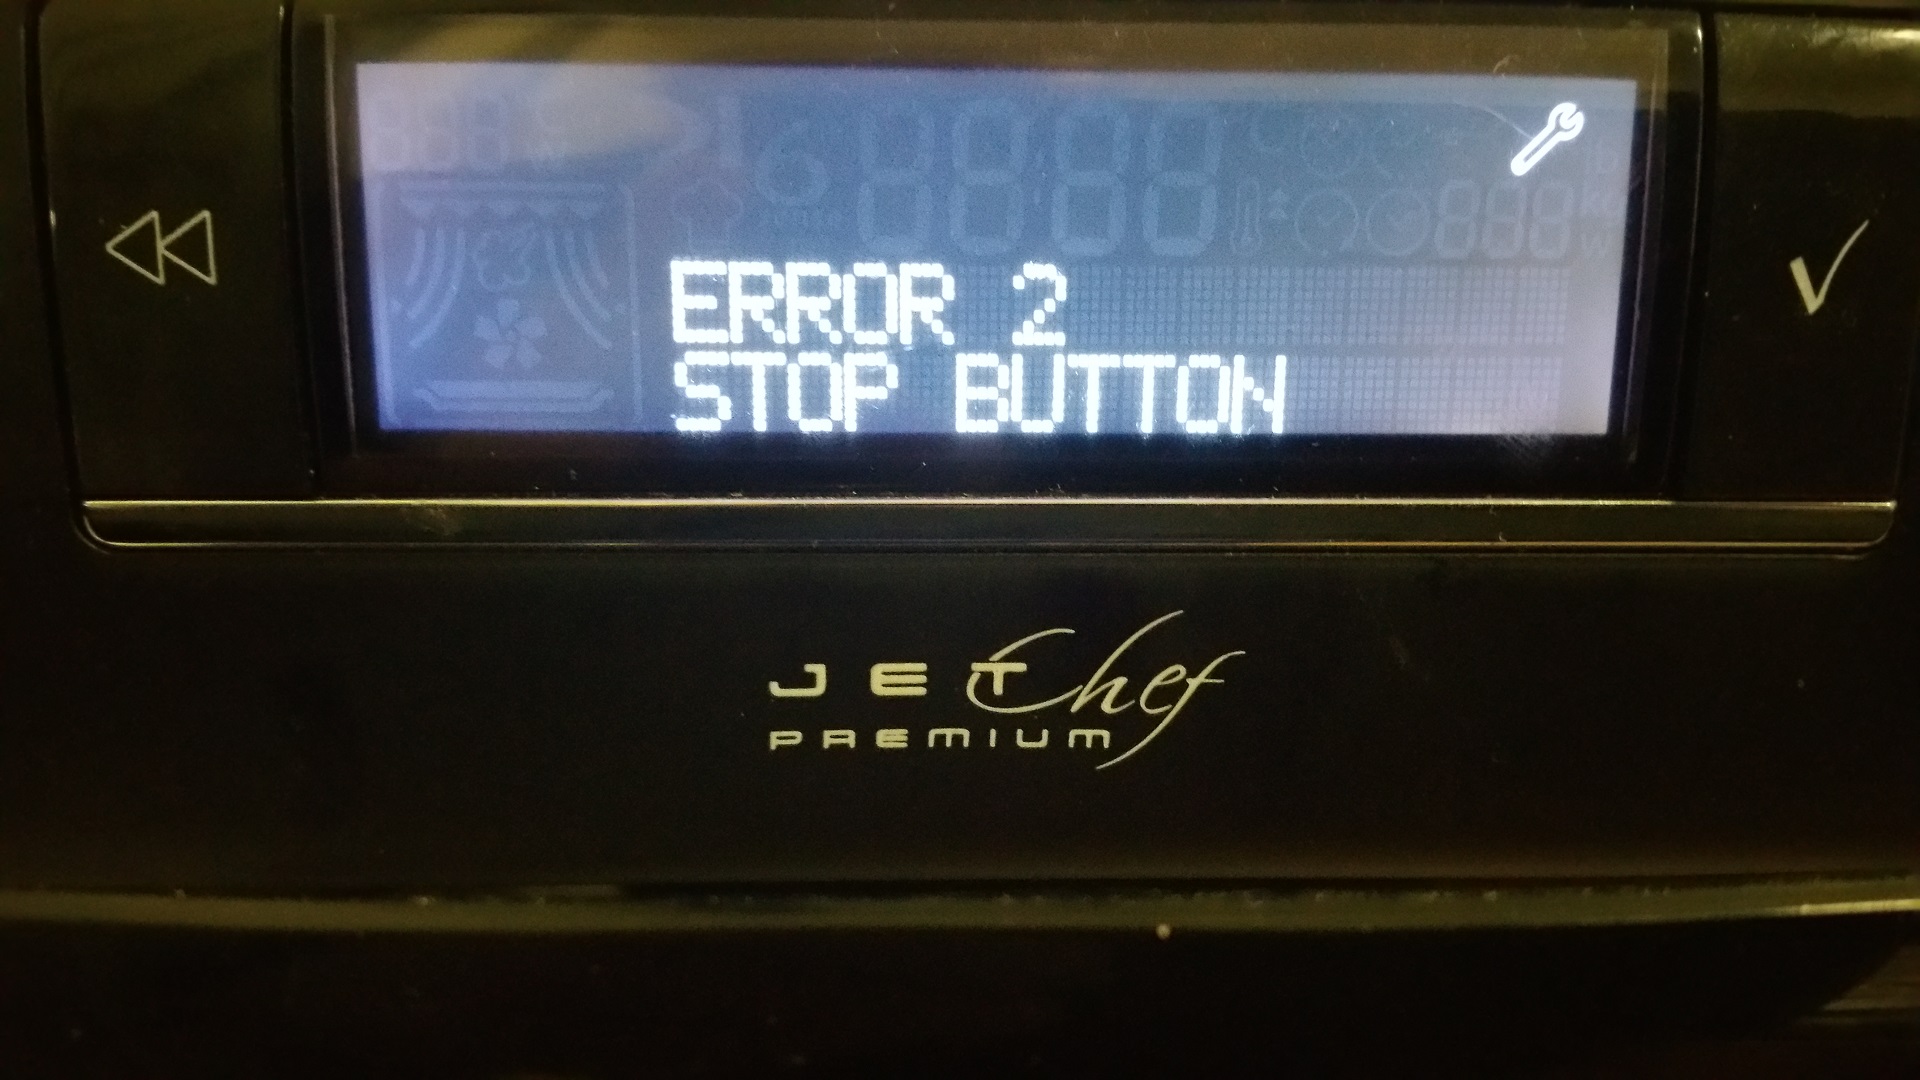 ERROR 2
STOP BUTTON
JET Chef
PREMIUM